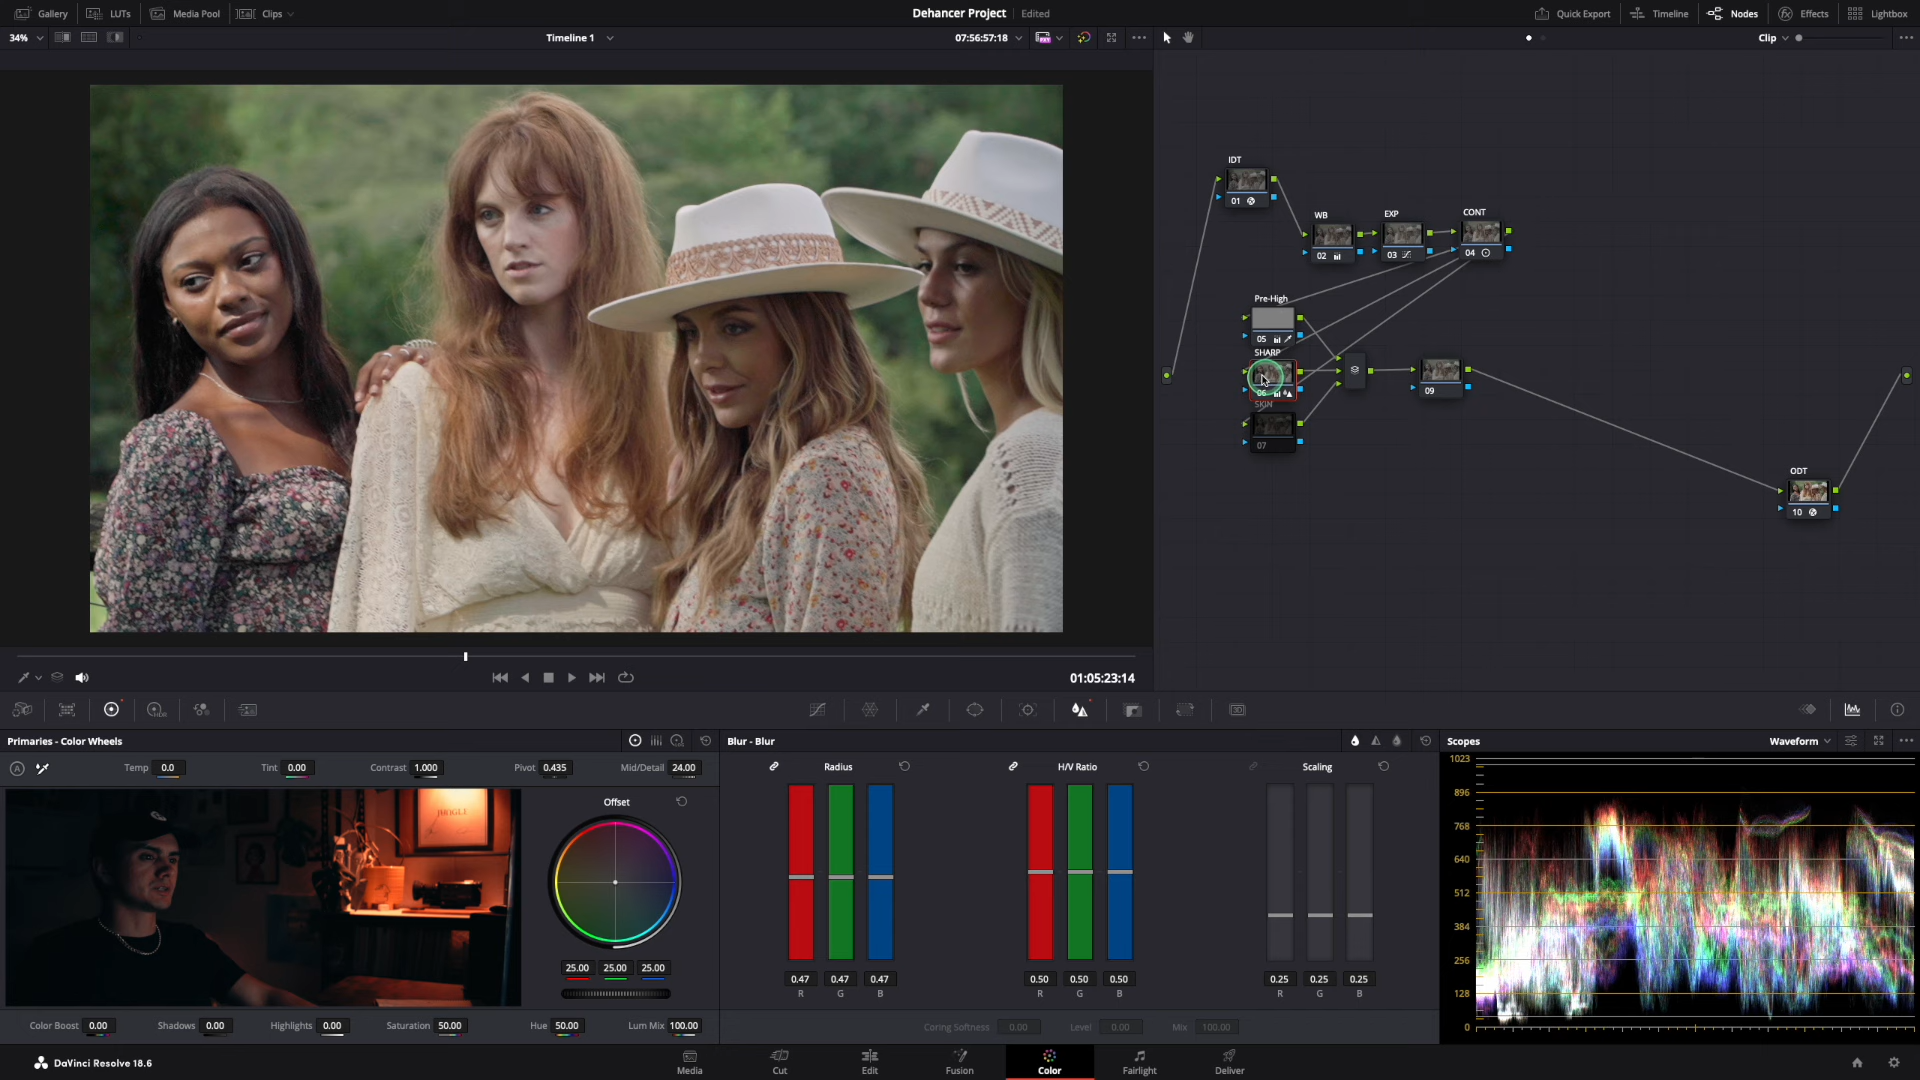 Gallery LUTs Media Pool Clips Dehancer Project Edited Quick Export Timeline Nodes Effects Lightbox
34% Timeline 1 07:56:57:18 Clip
IDT
01
WB EXP CONT
02 03 04
Pre-High
05
SHARP
06 09
SKIN
07
ODT
10
01:05:23:14
HDR 3D
Primaries - Color Wheels Blur - Blur Scopes Waveform
A Temp 0.0 Tint 0.00 Contrast 1.000 Pivot 0.435 Mid/Detail 24.00
Radius H/V Ratio Scaling
Offset
JUNGLE
25.00 25.00 25.00
0.47 0.47 0.47 0.50 0.50 0.50 0.25 0.25 0.25
R G B R G B R G B
1023
896
768
640
512
384
256
128
0
Color Boost 0.00 Shadows 0.00 Highlights 0.00 Saturation 50.00 Hue 50.00 Lum Mix 100.00
Coring Softness 0.00 Level 0.00 Mix 100.00
DaVinci Resolve 18.6 Media Cut Edit Fusion Color Fairlight Deliver